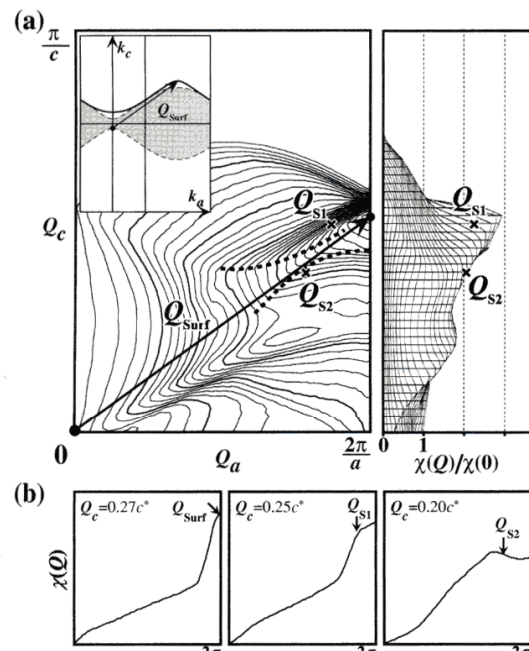 (a)
π/c
k_c
Q_Surf
k_a
Q_S1
Q_S1
Q_c
Q_S2
Q_S2
Q_Surf
0
Q_a
2π/a
0 1
χ(Q)/χ(0)
(b)
Q_c=0.27c*
Q_Surf
Q_c=0.25c*
Q_S1
Q_c=0.20c*
Q_S2
χ(Q)